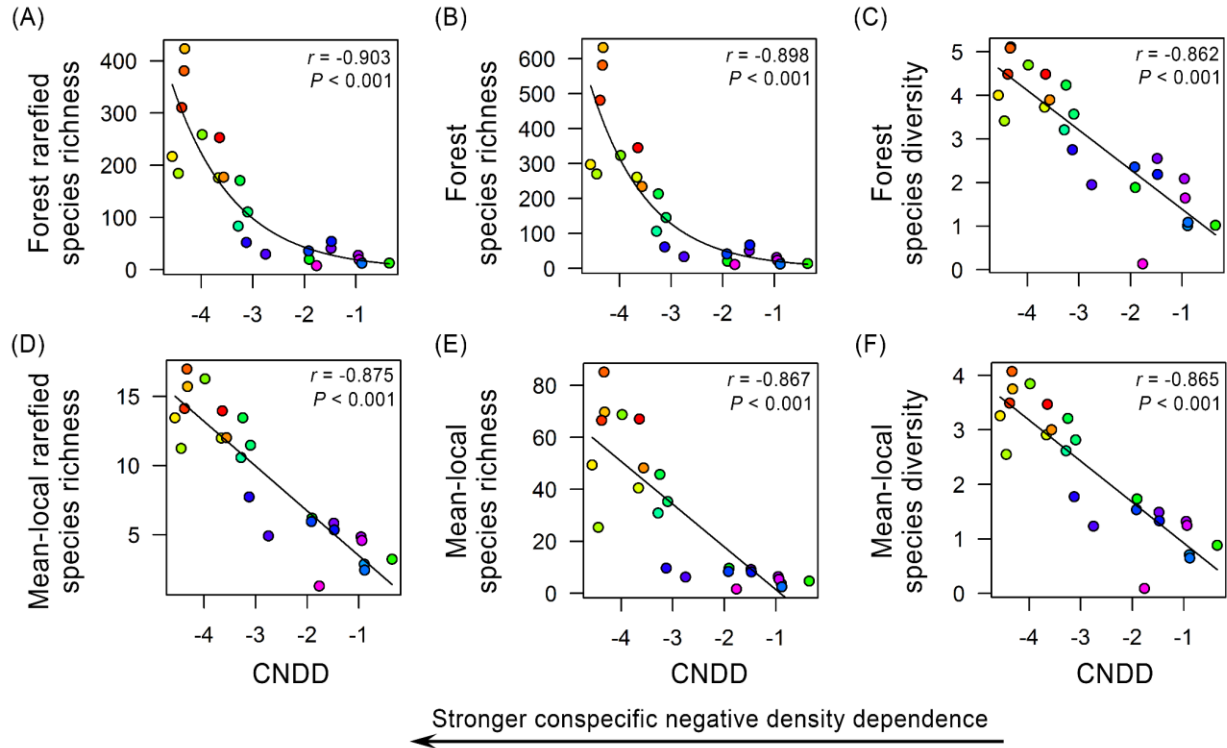 (A)
Forest rarefied
species richness
400
300
200
100
0
r = -0.903
P < 0.001
-4 -3 -2 -1
(B)
Forest
species richness
600
500
400
300
200
100
0
r = -0.898
P < 0.001
-4 -3 -2 -1
(C)
Forest
species diversity
5
4
3
2
1
0
r = -0.862
P < 0.001
-4 -3 -2 -1
(D)
Mean-local rarefied
species richness
15
10
5
r = -0.875
P < 0.001
-4 -3 -2 -1
CNDD
(E)
Mean-local
species richness
80
60
40
20
0
r = -0.867
P < 0.001
-4 -3 -2 -1
CNDD
(F)
Mean-local
species diversity
4
3
2
1
0
r = -0.865
P < 0.001
-4 -3 -2 -1
CNDD
Stronger conspecific negative density dependence